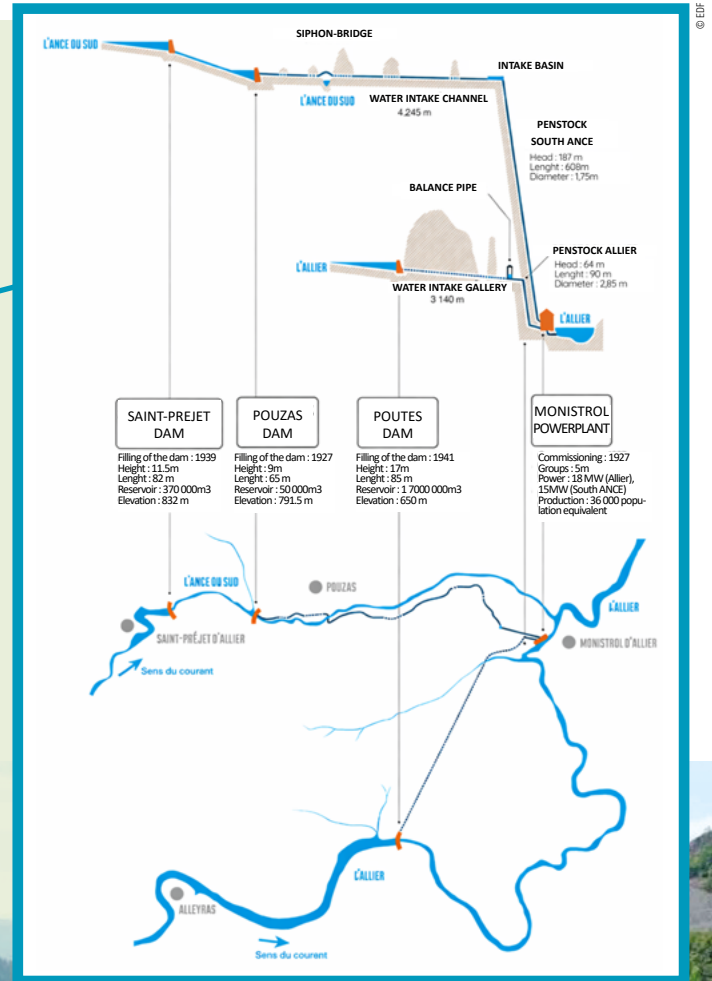 © EDF
SIPHON-BRIDGE
L'ANCE DU SUD
INTAKE BASIN
L'ANCE DU SUD
WATER INTAKE CHANNEL
4.245 m
PENSTOCK
SOUTH ANCE
Head : 187 m
Lenght : 608m
Diameter : 1,75m
BALANCE PIPE
PENSTOCK ALLIER
Head : 64 m
Lenght : 90 m
Diameter : 2,85 m
L'ALLIER
WATER INTAKE GALLERY
3 140 m
L'ALLIER
SAINT-PREJET
DAM
Filling of the dam : 1939
Height : 11.5m
Lenght : 82 m
Reservoir : 370 000m3
Elevation : 832 m
POUZAS
DAM
Filling of the dam : 1927
Height : 9m
Lenght : 65 m
Reservoir : 50 000m3
Elevation : 791.5 m
POUTES
DAM
Filling of the dam : 1941
Height : 17m
Lenght : 85 m
Reservoir : 1 7000 000m3
Elevation : 650 m
MONISTROL
POWERPLANT
Commissioning : 1927
Groups : 5m
Power : 18 MW (Allier),
15MW (South ANCE)
Production : 36 000 popu-
lation equivalent
L'ANCE DU SUD
POUZAS
L'ALLIER
SAINT-PRÉJET D'ALLIER
MONISTROL D'ALLIER
Sens du courant
L'ALLIER
ALLEYRAS
Sens du courant